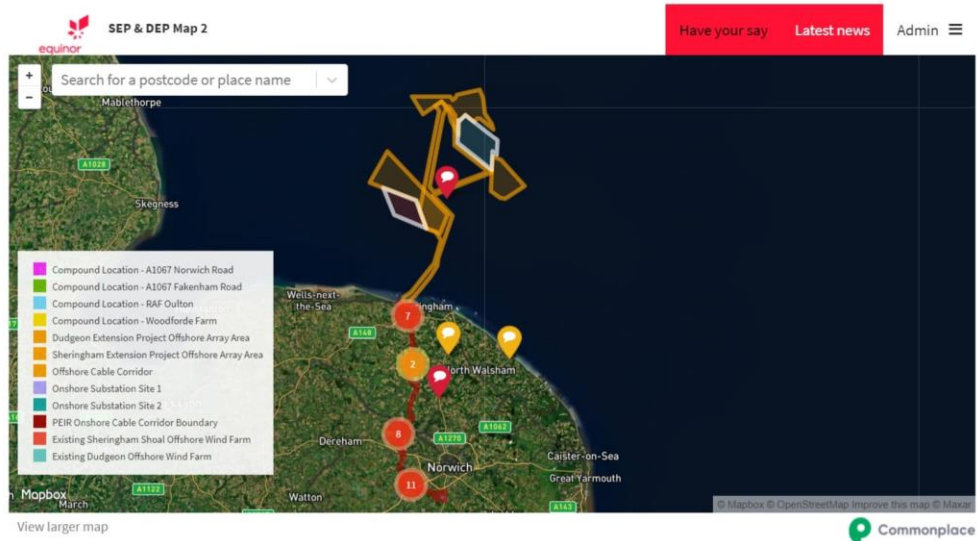 equinor
SEP & DEP Map 2
Have your say
Latest news
Admin
+
Search for a postcode or place name
−
Mablethorpe
A1028
Skegness
Compound Location - A1067 Norwich Road
Compound Location - A1067 Fakenham Road
Compound Location - RAF Oulton
Compound Location - Woodforde Farm
Dudgeon Extension Project Offshore Array Area
Sheringham Extension Project Offshore Array Area
Offshore Cable Corridor
Onshore Substation Site 1
Onshore Substation Site 2
PEIR Onshore Cable Corridor Boundary
Existing Sheringham Shoal Offshore Wind Farm
Existing Dudgeon Offshore Wind Farm
Wells-next-
the-Sea
ingham
7
A148
2
orth Walsham
A1062
8
Dereham
A1270
Caister-on-Sea
Norwich
Great Yarmouth
11
Mapbox
A1122
Watton
March
A143
© Mapbox © OpenStreetMap Improve this map © Maxar
View larger map
Commonplace